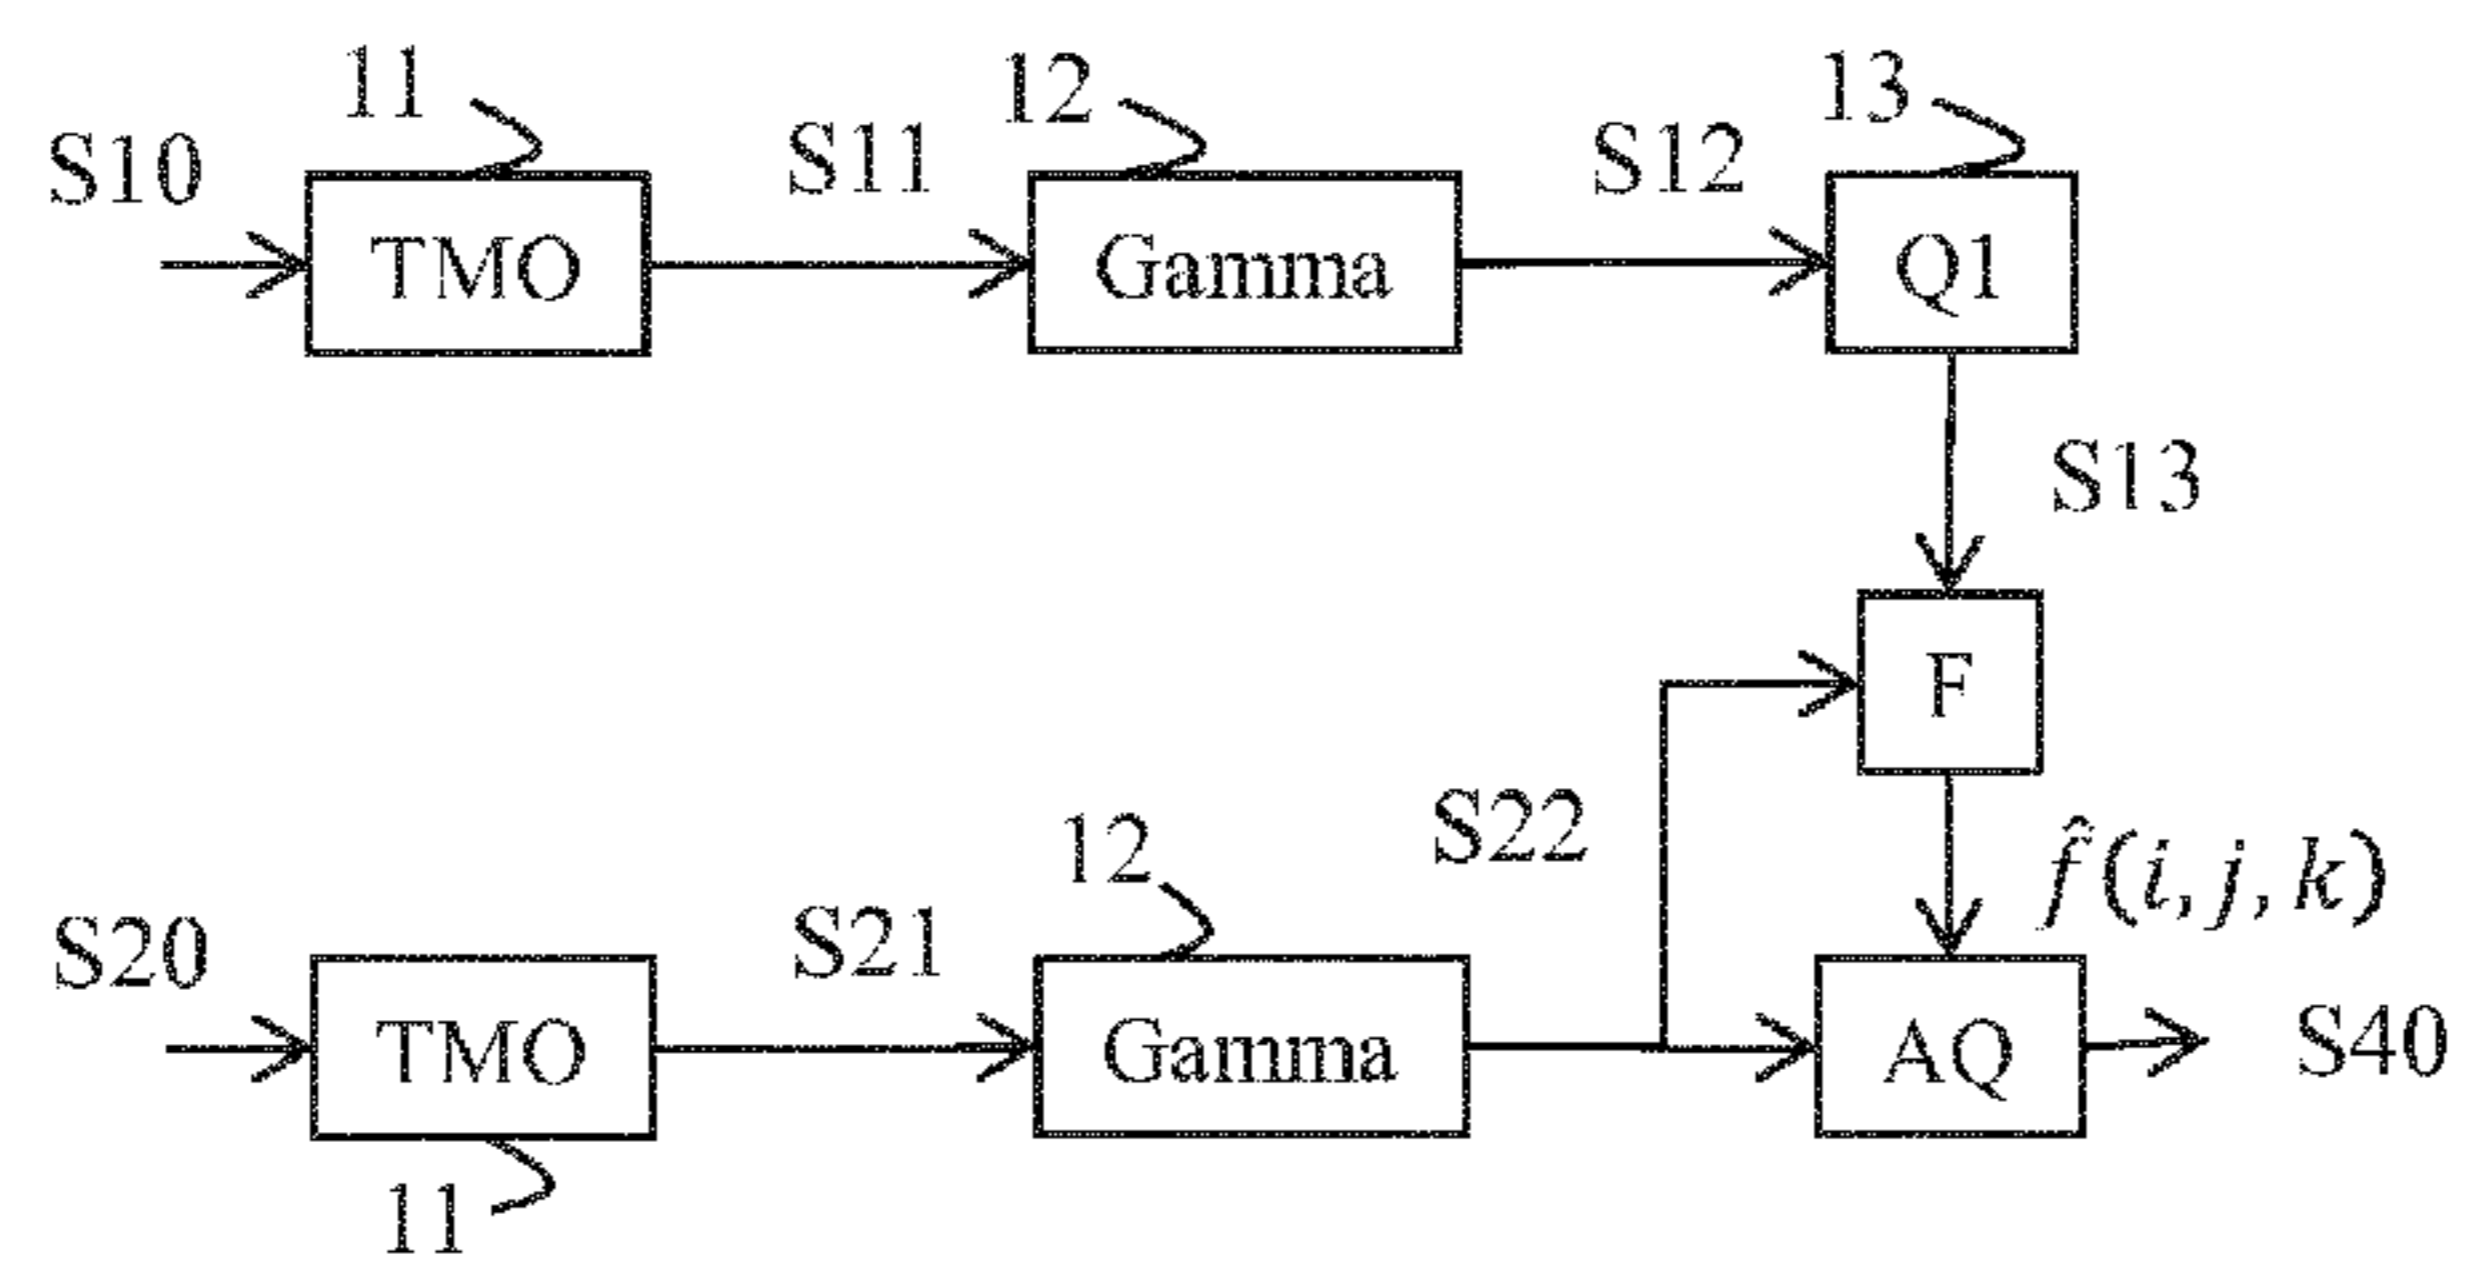 11
12
13
S10
S11
S12
TMO
Gamma
Q1
S13
F
S22
12
f̂(i, j, k)
S20
S21
TMO
Gamma
AQ
S40
11